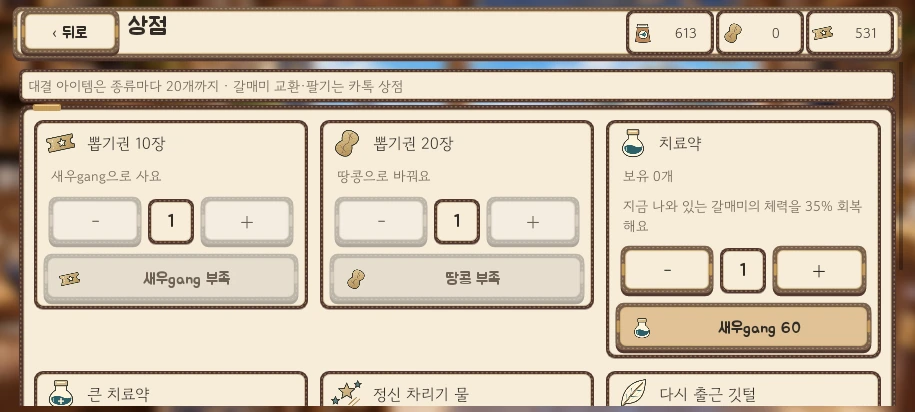 ‹ 뒤로
상점
613
0
531
대결 아이템은 종류마다 20개까지 · 갈매미 교환·팔기는 카톡 상점
뽑기권 10장
새우gang으로 사요
-
1
+
새우gang 부족
뽑기권 20장
땅콩으로 바꿔요
-
1
+
땅콩 부족
치료약
보유 0개
지금 나와 있는 갈매미의 체력을 35% 회복
해요
-
1
+
새우gang 60
큰 치료약
정신 차리기 물
다시 출근 깃털